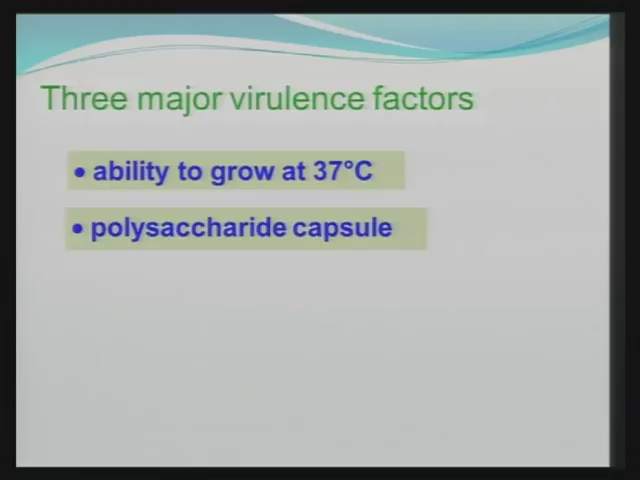 Three major virulence factors
• ability to grow at 37°C
• polysaccharide capsule